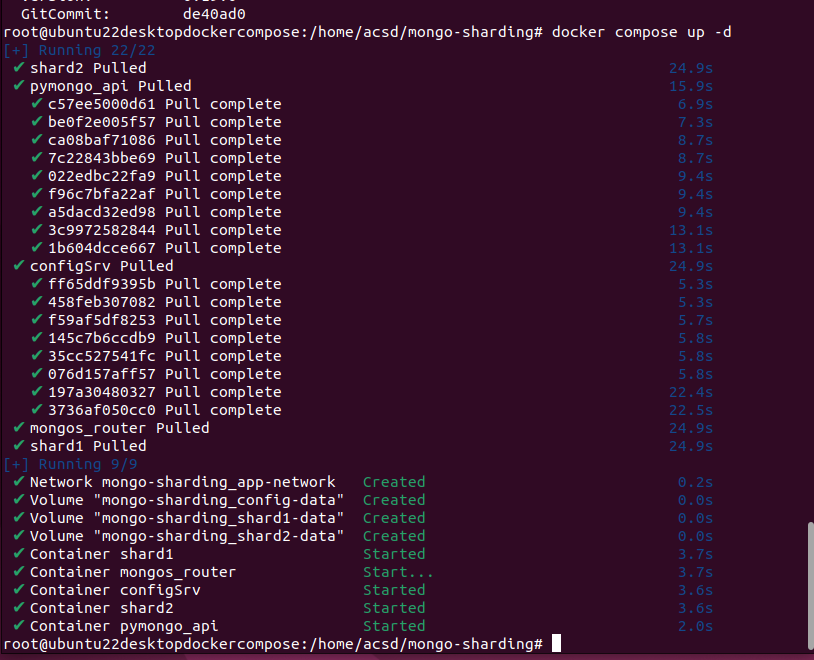 GitCommit: de40ad0
root@ubuntu22desktopdockercompose:/home/acsd/mongo-sharding# docker compose up -d
[+] Running 22/22
✔ shard2 Pulled 24.9s
✔ pymongo_api Pulled 15.9s
✔ c57ee5000d61 Pull complete 6.9s
✔ be0f2e005f57 Pull complete 7.3s
✔ ca08baf71086 Pull complete 8.7s
✔ 7c22843bbe69 Pull complete 8.7s
✔ 022edbc22fa9 Pull complete 9.4s
✔ f96c7bfa22af Pull complete 9.4s
✔ a5dacd32ed98 Pull complete 9.4s
✔ 3c9972582844 Pull complete 13.1s
✔ 1b604dcce667 Pull complete 13.1s
✔ configSrv Pulled 24.9s
✔ ff65ddf9395b Pull complete 5.3s
✔ 458feb307082 Pull complete 5.3s
✔ f59af5df8253 Pull complete 5.7s
✔ 145c7b6ccdb9 Pull complete 5.8s
✔ 35cc527541fc Pull complete 5.8s
✔ 076d157aff57 Pull complete 5.8s
✔ 197a30480327 Pull complete 22.4s
✔ 3736af050cc0 Pull complete 22.5s
✔ mongos_router Pulled 24.9s
✔ shard1 Pulled 24.9s
[+] Running 9/9
✔ Network mongo-sharding_app-network Created 0.2s
✔ Volume "mongo-sharding_config-data" Created 0.0s
✔ Volume "mongo-sharding_shard1-data" Created 0.0s
✔ Volume "mongo-sharding_shard2-data" Created 0.0s
✔ Container shard1 Started 3.7s
✔ Container mongos_router Start... 3.7s
✔ Container configSrv Started 3.6s
✔ Container shard2 Started 3.6s
✔ Container pymongo_api Started 2.0s
root@ubuntu22desktopdockercompose:/home/acsd/mongo-sharding#